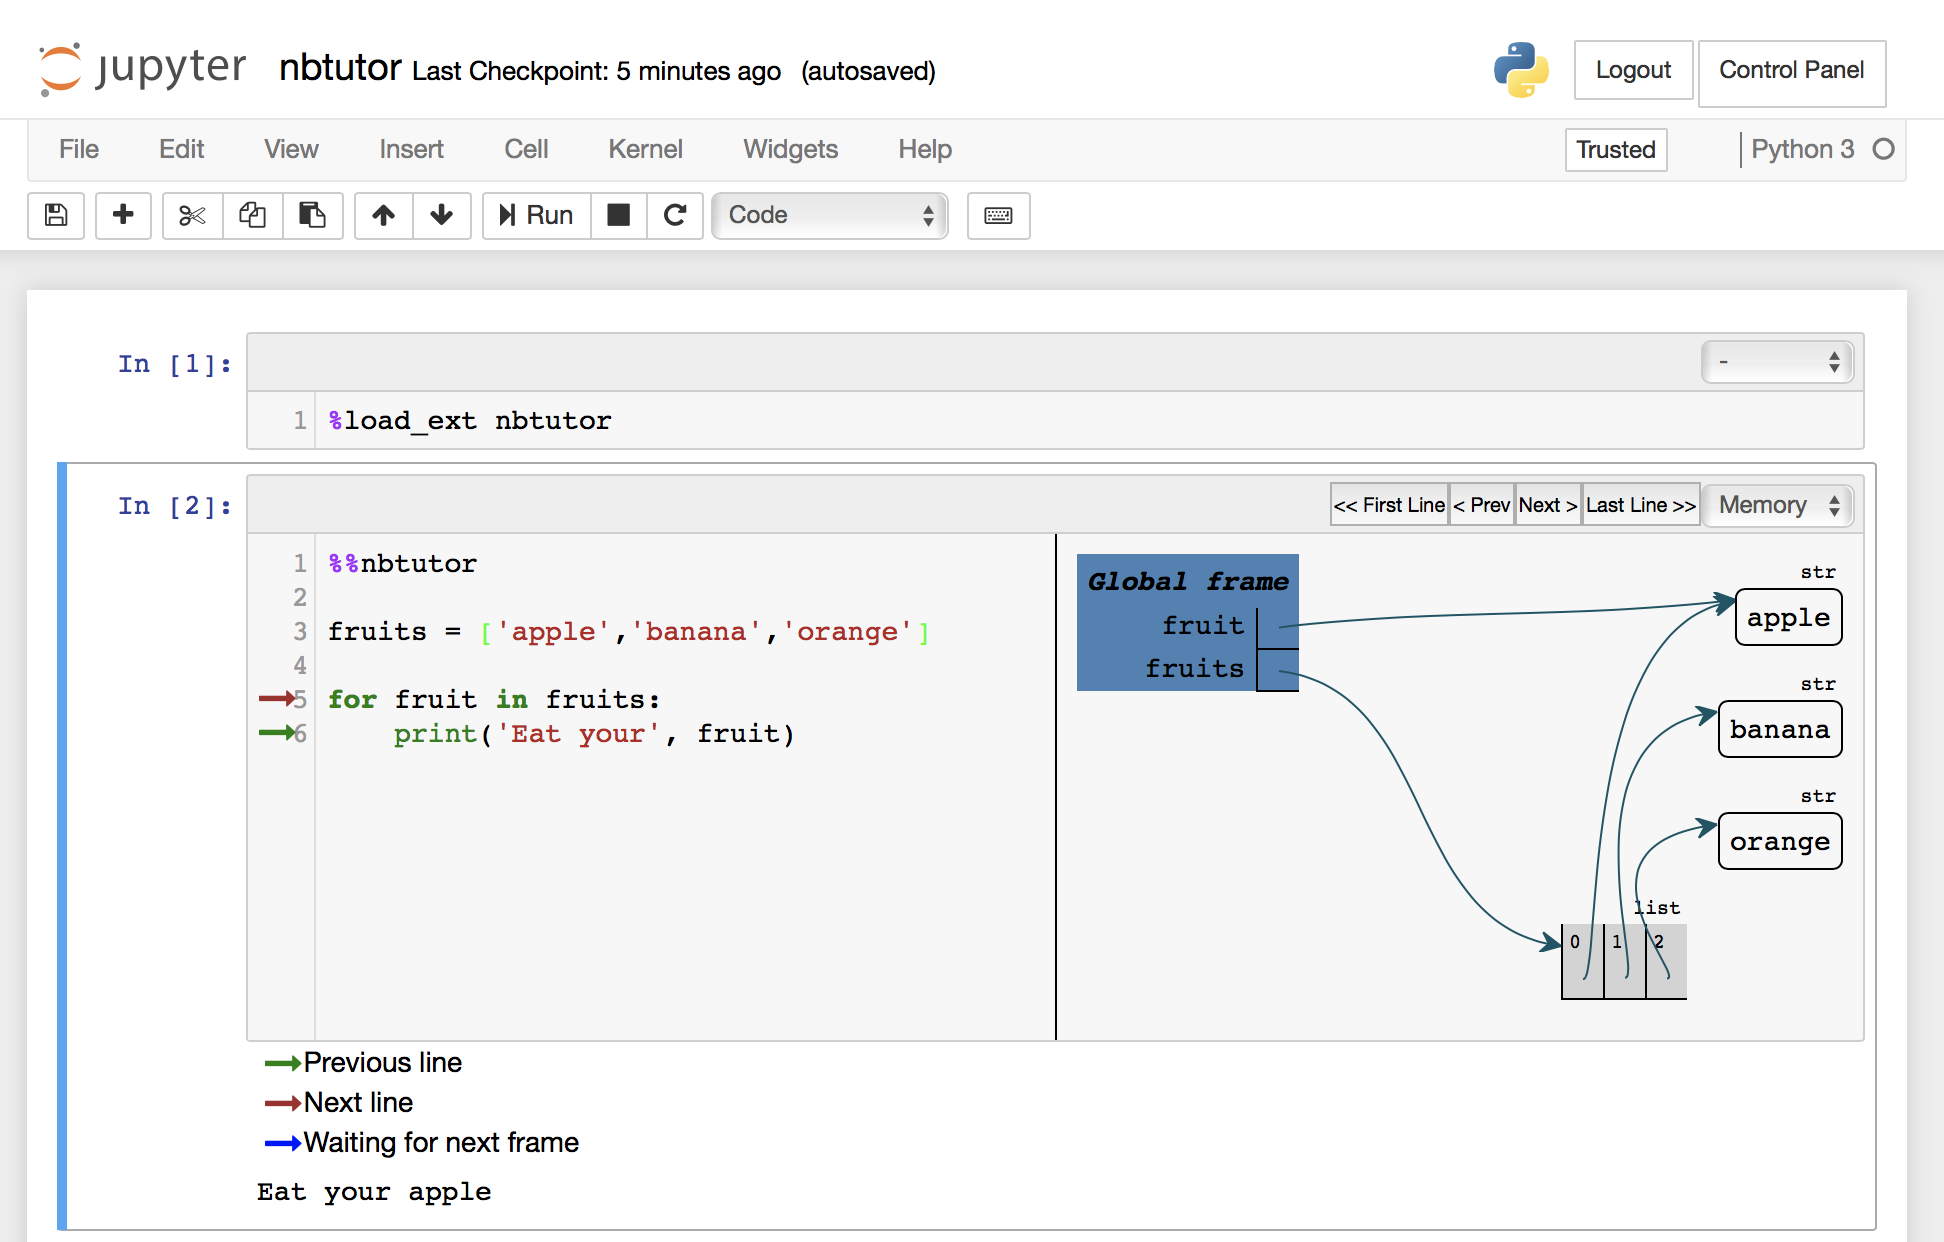 jupyter nbtutor Last Checkpoint: 5 minutes ago (autosaved) Logout Control Panel
File Edit View Insert Cell Kernel Widgets Help Trusted Python 3
Run Code
In [1]: -
1 %load_ext nbtutor
In [2]: << First Line < Prev Next > Last Line >> Memory
1 %%nbtutor
2
3 fruits = ['apple','banana','orange']
4
5 for fruit in fruits:
6 print('Eat your', fruit)
Global frame
fruit
fruits
str
apple
str
banana
str
orange
list
0 1 2
Previous line
Next line
Waiting for next frame
Eat your apple